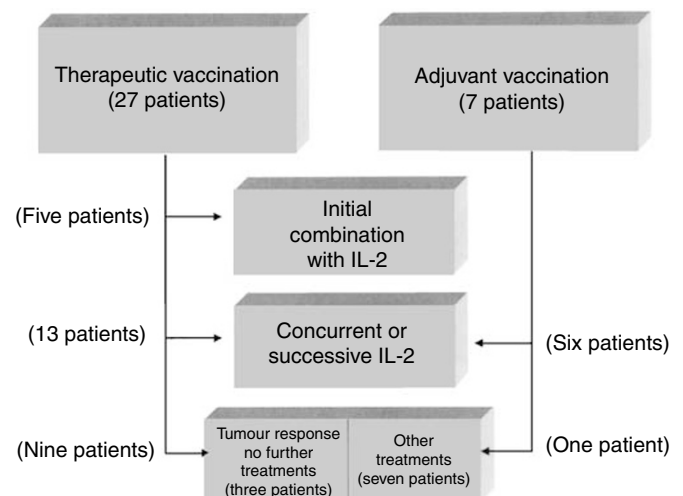 Therapeutic vaccination
(27 patients)
Adjuvant vaccination
(7 patients)
(Five patients)
Initial
combination
with IL-2
(13 patients)
Concurrent or
successive IL-2
(Six patients)
(Nine patients)
Tumour response
no further
treatments
(three patients)
Other
treatments
(seven patients)
(One patient)